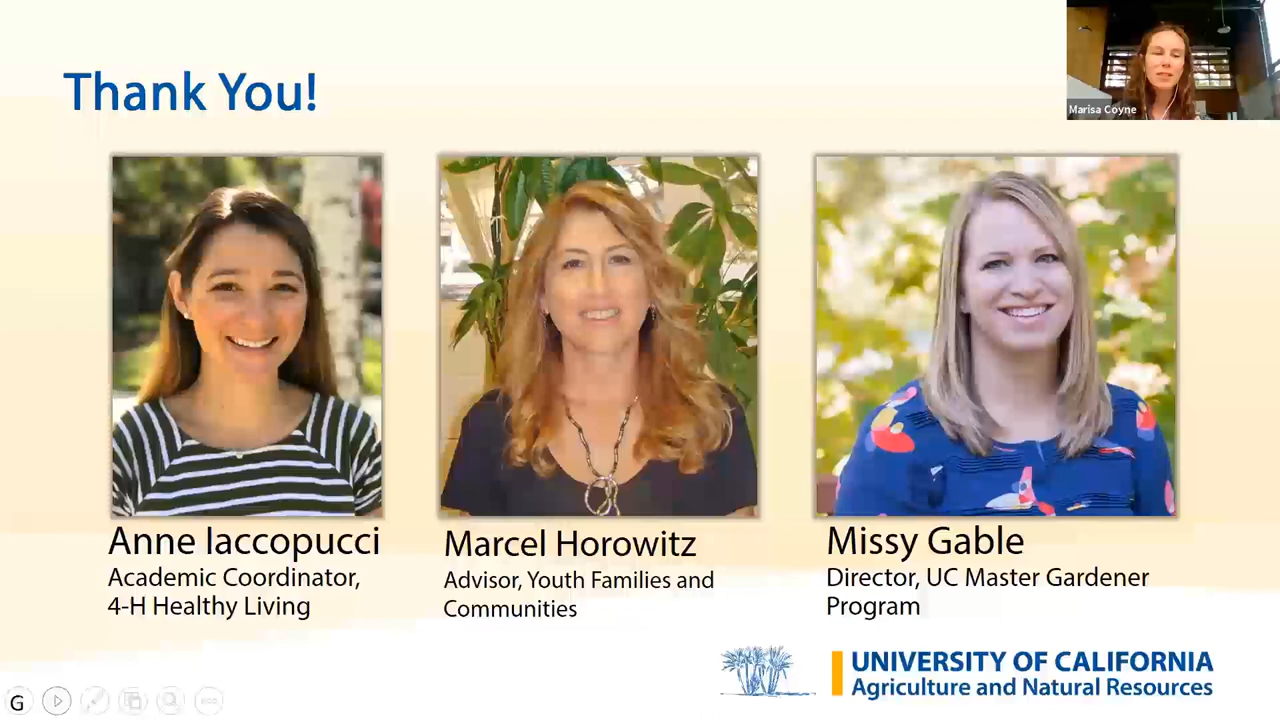 Thank You!
Marisa Coyne
Anne Iaccopucci
Academic Coordinator,
4-H Healthy Living
Marcel Horowitz
Advisor, Youth Families and
Communities
Missy Gable
Director, UC Master Gardener
Program
UNIVERSITY OF CALIFORNIA
Agriculture and Natural Resources
G